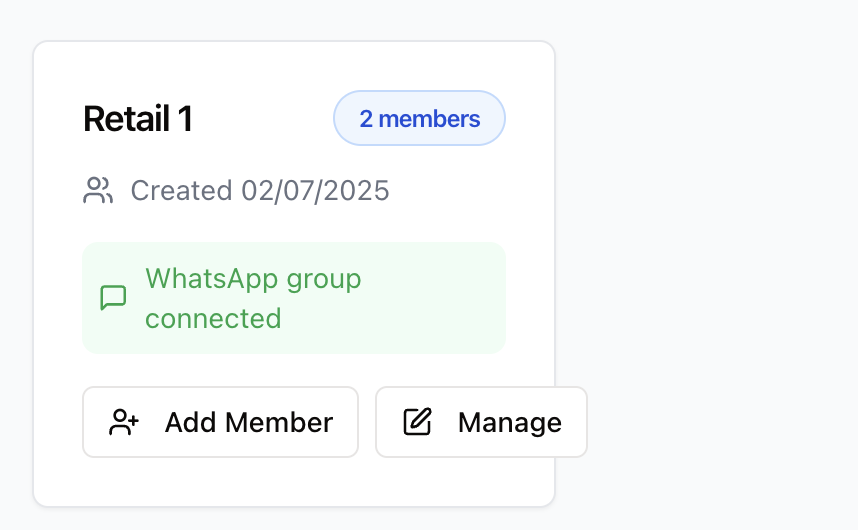 Retail 1
2 members
Created 02/07/2025
WhatsApp group
connected
Add Member
Manage